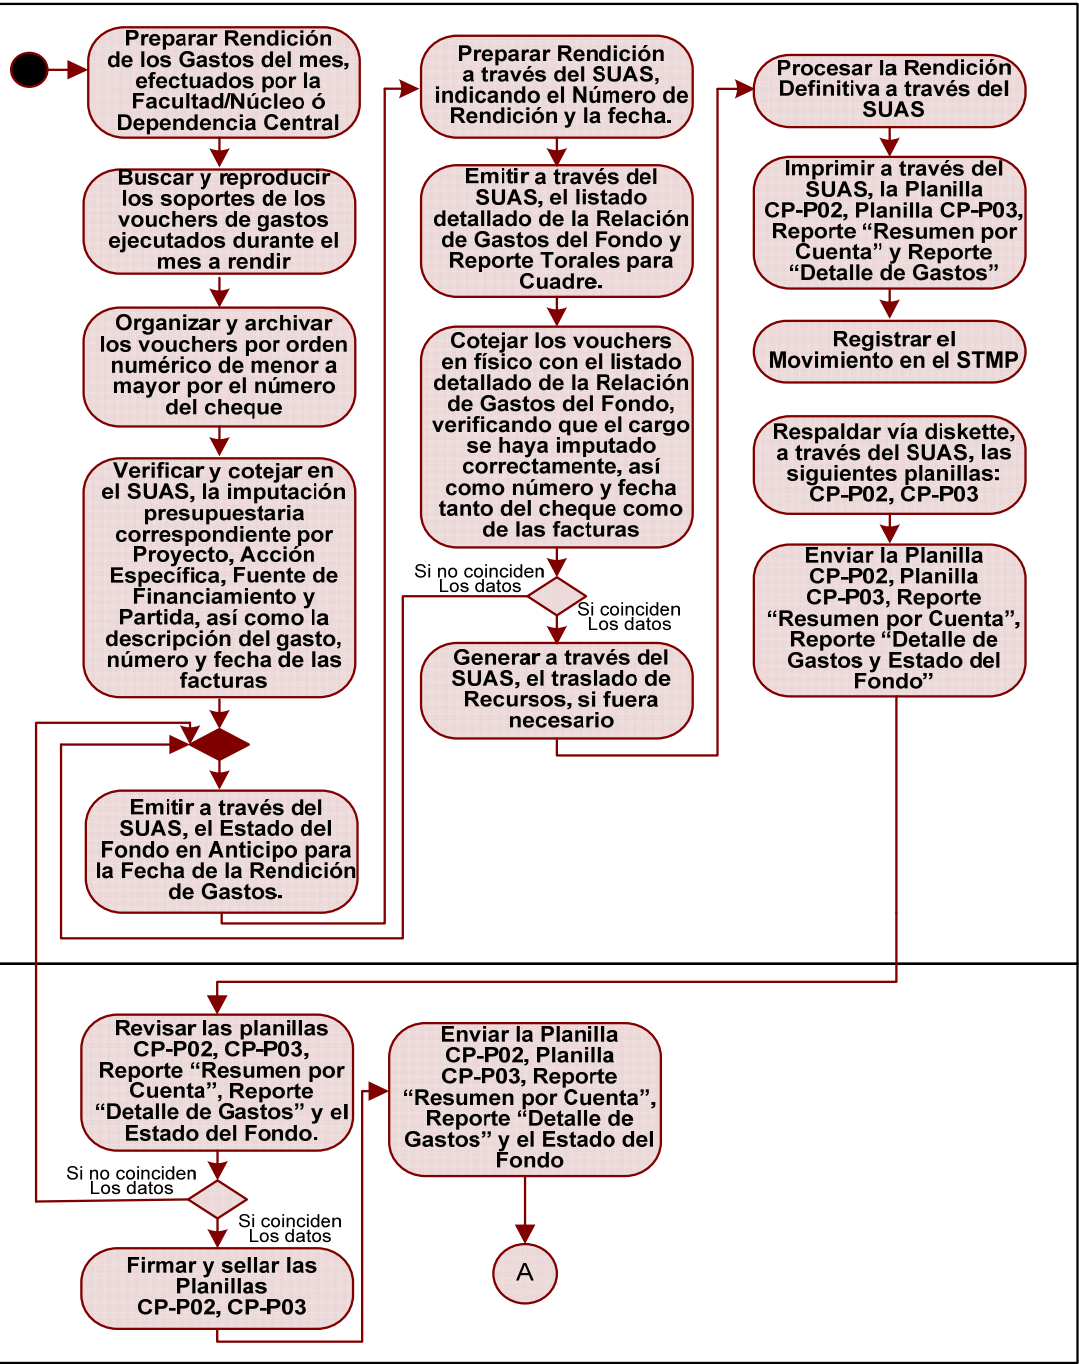 Preparar Rendición
de los Gastos del mes,
efectuados por la
Facultad/Núcleo ó
Dependencia Central
Buscar y reproducir
los soportes de los
vouchers de gastos
ejecutados durante el
mes a rendir
Organizar y archivar
los vouchers por orden
numérico de menor a
mayor por el número
del cheque
Verificar y cotejar en
el SUAS, la imputación
presupuestaria
correspondiente por
Proyecto, Acción
Específica, Fuente de
Financiamiento y
Partida, así como la
descripción del gasto,
número y fecha de las
facturas
Emitir a través del
SUAS, el Estado del
Fondo en Anticipo para
la Fecha de la Rendición
de Gastos.
Preparar Rendición
a través del SUAS,
indicando el Número de
Rendición y la fecha.
Emitir a través del
SUAS, el listado
detallado de la Relación
de Gastos del Fondo y
Reporte Torales para
Cuadre.
Cotejar los vouchers
en físico con el listado
detallado de la Relación
de Gastos del Fondo,
verificando que el cargo
se haya imputado
correctamente, así
como número y fecha
tanto del cheque como
de las facturas
Si no coinciden
Los datos
Si coinciden
Los datos
Generar a través del
SUAS, el traslado de
Recursos, si fuera
necesario
Procesar la Rendición
Definitiva a través del
SUAS
Imprimir a través del
SUAS, la Planilla
CP-P02, Planilla CP-P03,
Reporte “Resumen por
Cuenta” y Reporte
“Detalle de Gastos”
Registrar el
Movimiento en el STMP
Respaldar vía diskette,
a través del SUAS, las
siguientes planillas:
CP-P02, CP-P03
Enviar la Planilla
CP-P02, Planilla
CP-P03, Reporte
“Resumen por Cuenta”,
Reporte “Detalle de
Gastos y Estado del
Fondo”
Revisar las planillas
CP-P02, CP-P03,
Reporte “Resumen por
Cuenta”, Reporte
“Detalle de Gastos” y el
Estado del Fondo.
Si no coinciden
Los datos
Si coinciden
Los datos
Firmar y sellar las
Planillas
CP-P02, CP-P03
Enviar la Planilla
CP-P02, Planilla
CP-P03, Reporte
“Resumen por Cuenta”,
Reporte “Detalle de
Gastos” y el Estado del
Fondo
A